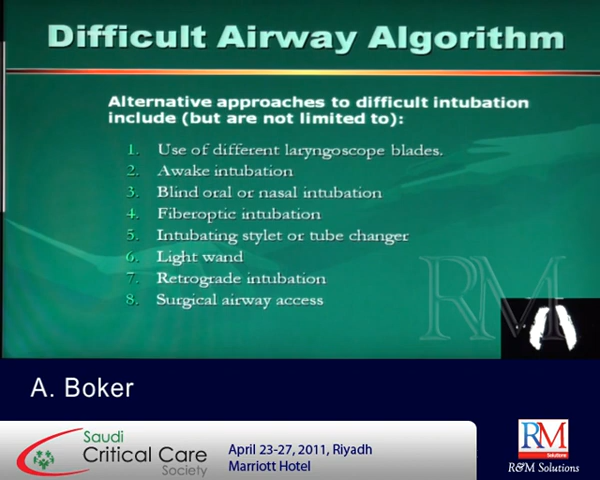 Difficult Airway Algorithm
Alternative approaches to difficult intubation
include (but are not limited to):
1. Use of different laryngoscope blades.
2. Awake intubation
3. Blind oral or nasal intubation
4. Fiberoptic intubation
5. Intubating stylet or tube changer
6. Light wand
7. Retrograde intubation
8. Surgical airway access
RM
A. Boker
Saudi
Critical Care
Society
April 23-27, 2011, Riyadh
Marriott Hotel
RM
Solutions
R&M Solutions